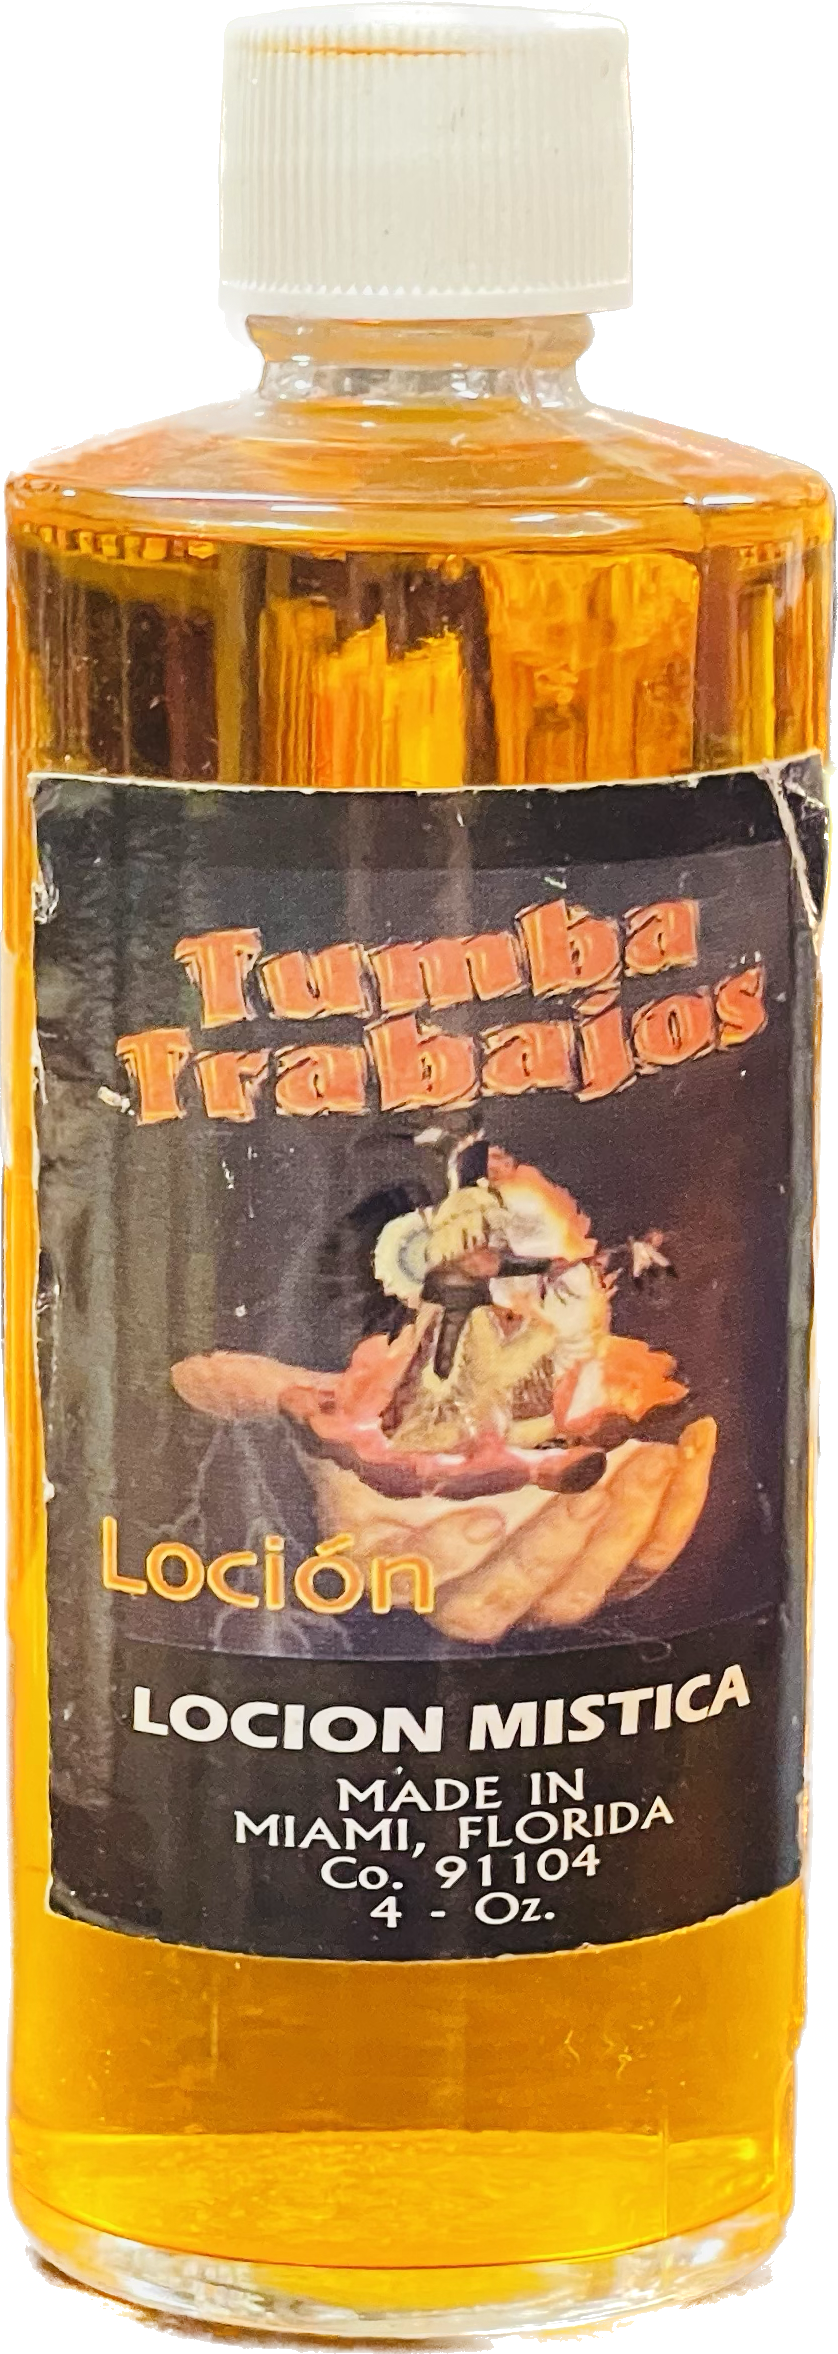 Tumba
Trabajos
Loción
LOCION MISTICA
MADE IN
MIAMI, FLORIDA
Co. 91104
4 - Oz.